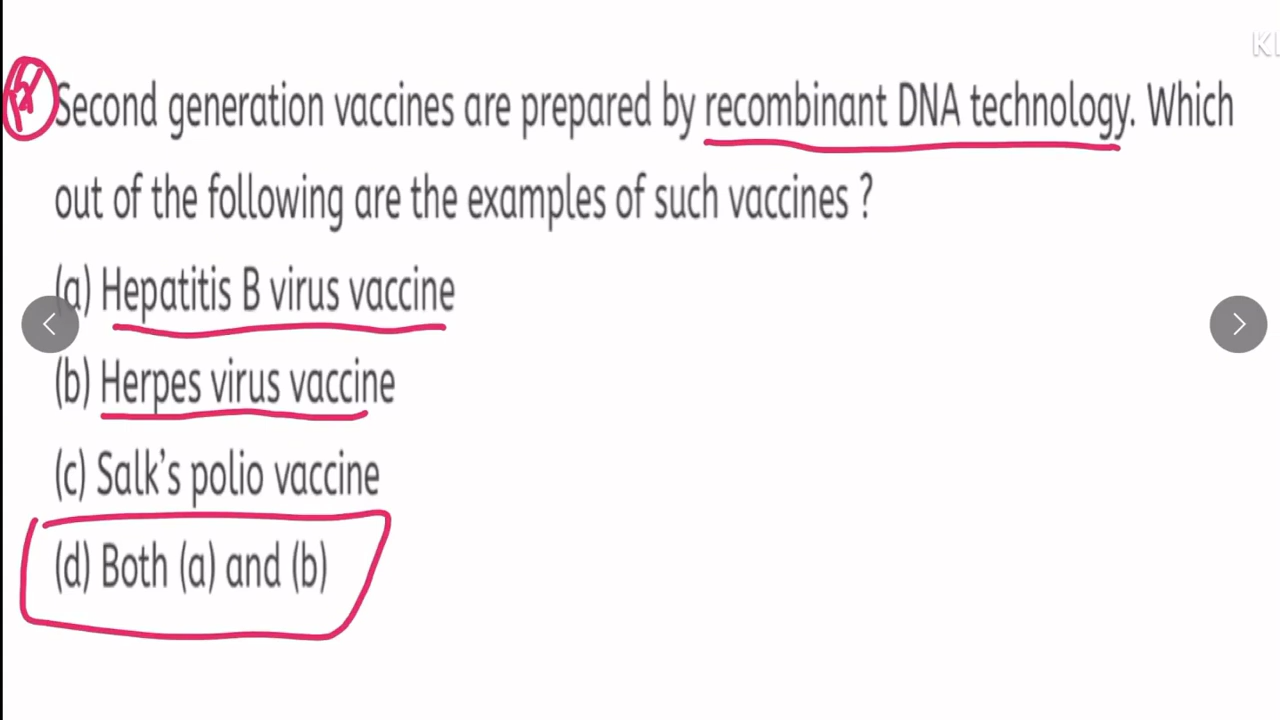 Second generation vaccines are prepared by recombinant DNA technology. Which
out of the following are the examples of such vaccines ?
(a) Hepatitis B virus vaccine
(b) Herpes virus vaccine
(c) Salk's polio vaccine
(d) Both (a) and (b)